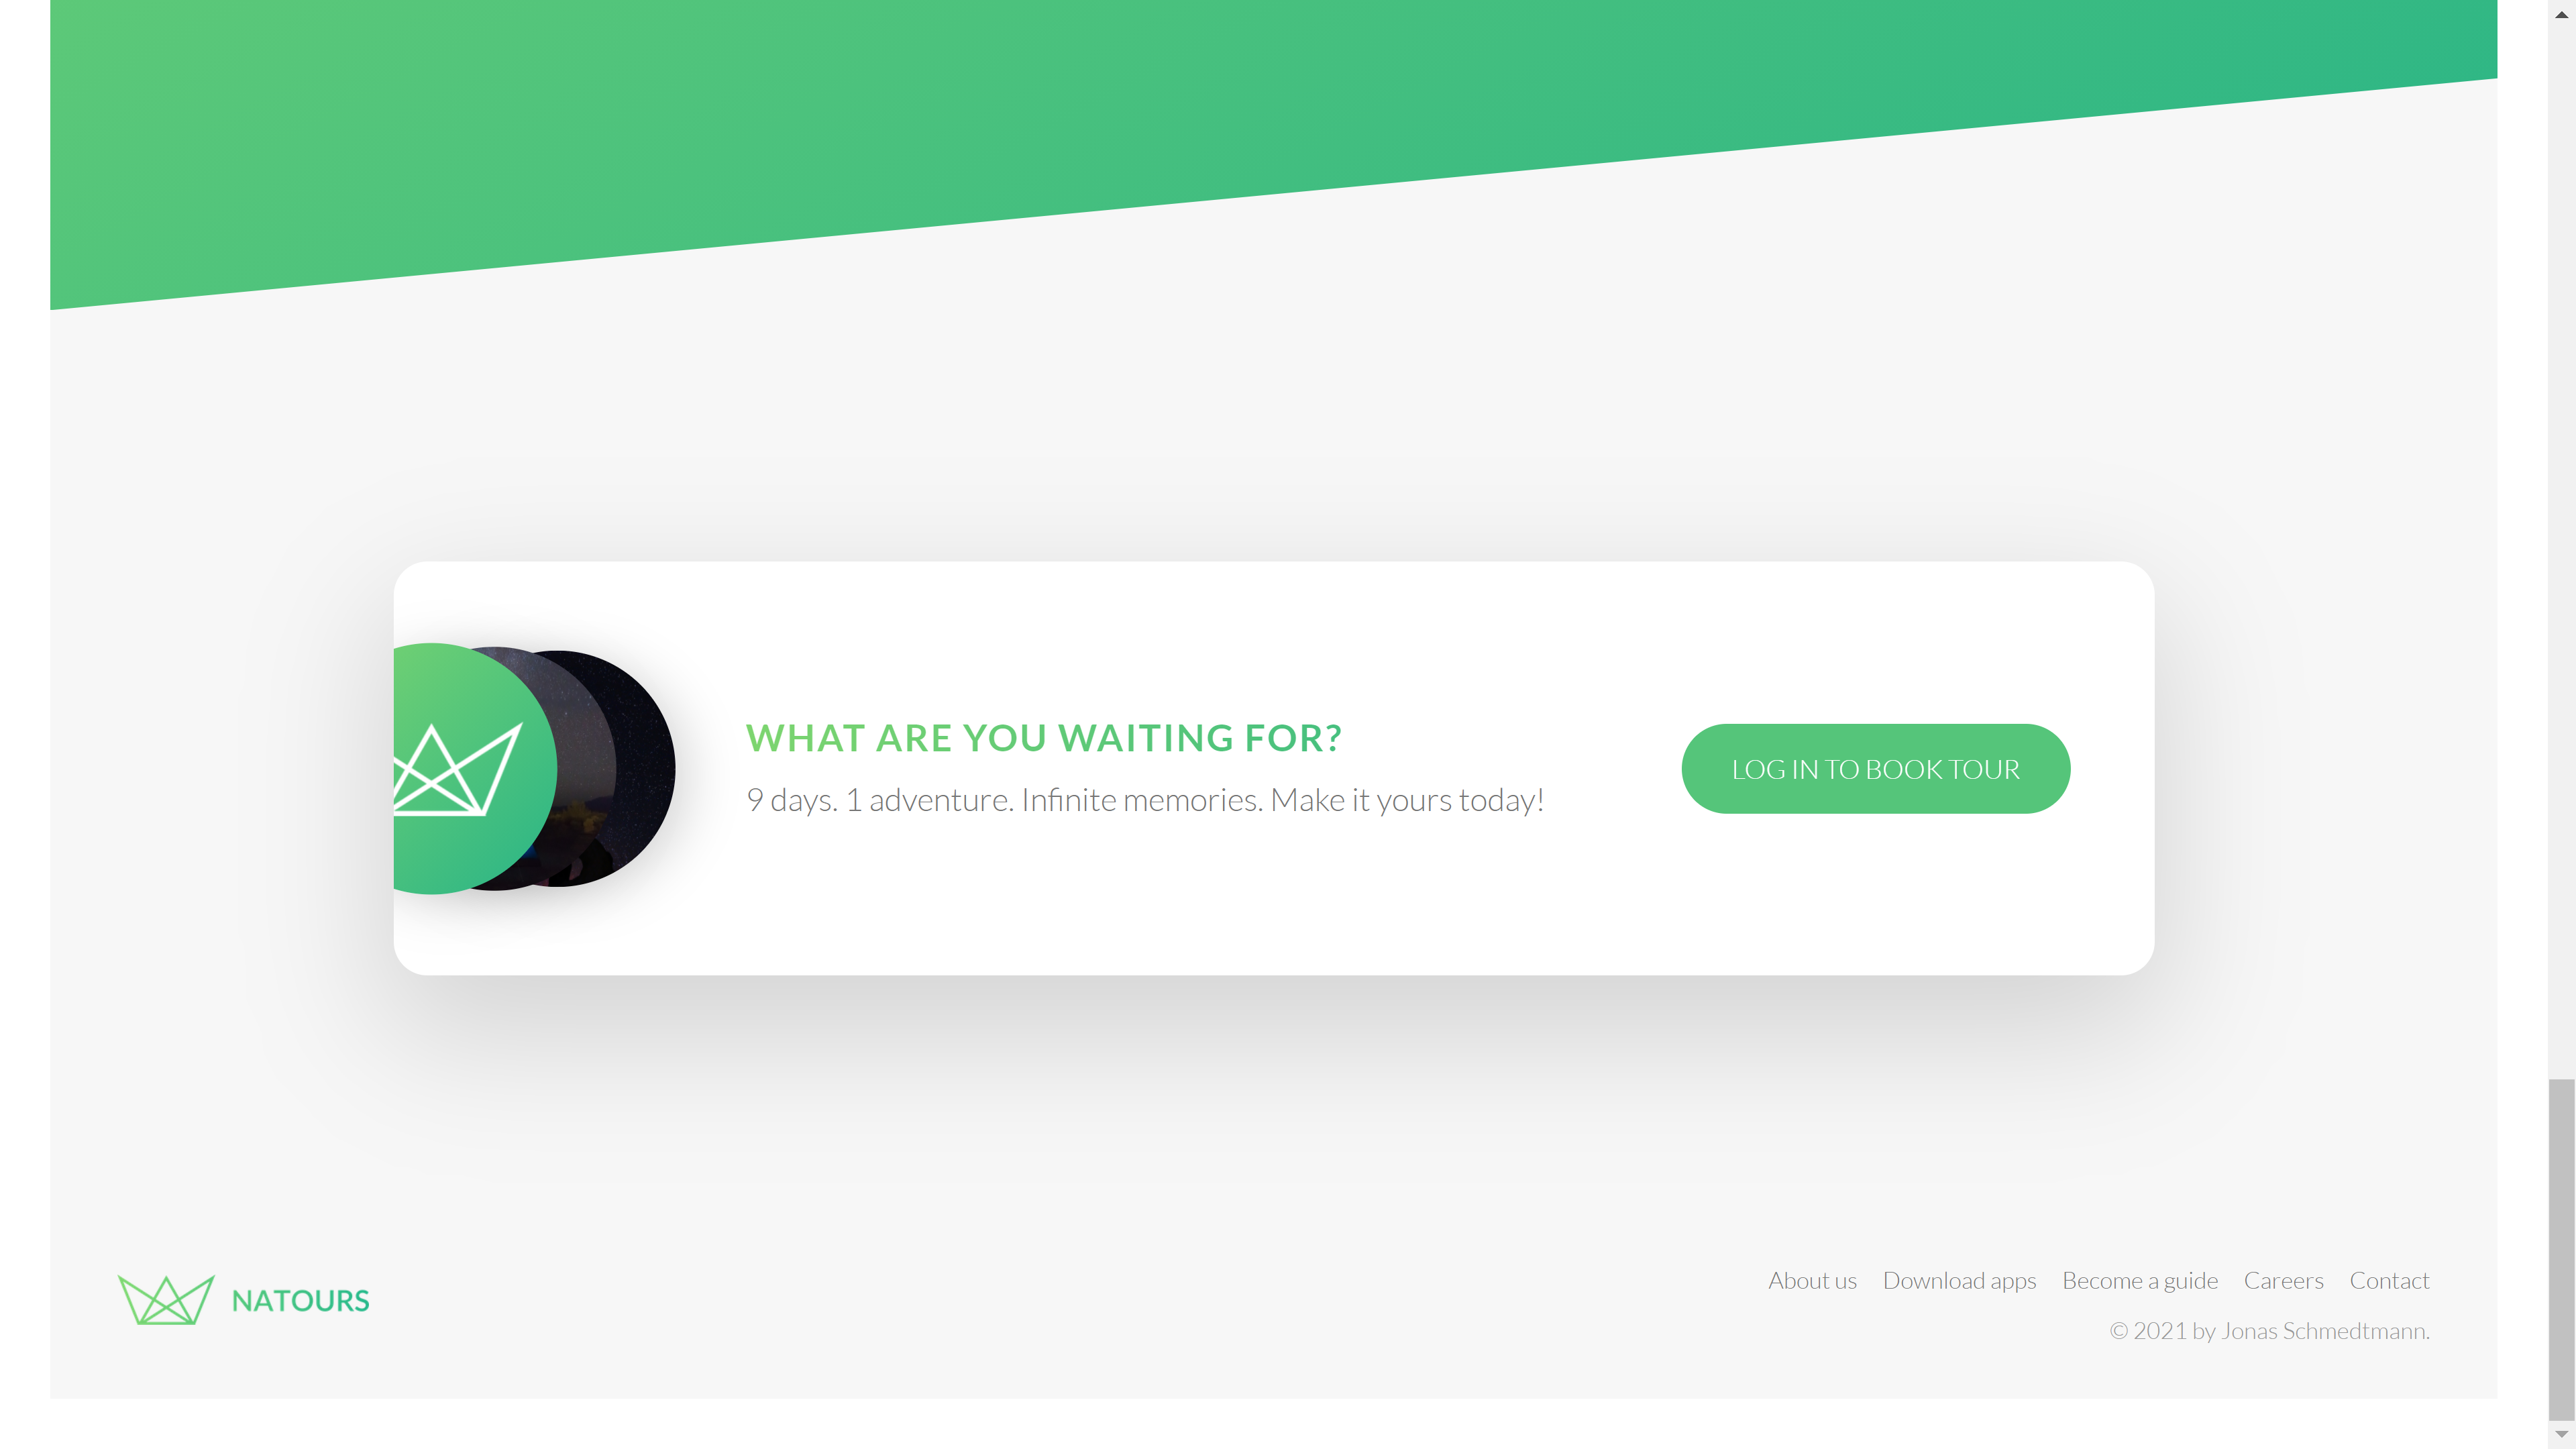 WHAT ARE YOU WAITING FOR?
9 days. 1 adventure. Infinite memories. Make it yours today!
LOG IN TO BOOK TOUR
NATOURS
About us Download apps Become a guide Careers Contact
© 2021 by Jonas Schmedtmann.